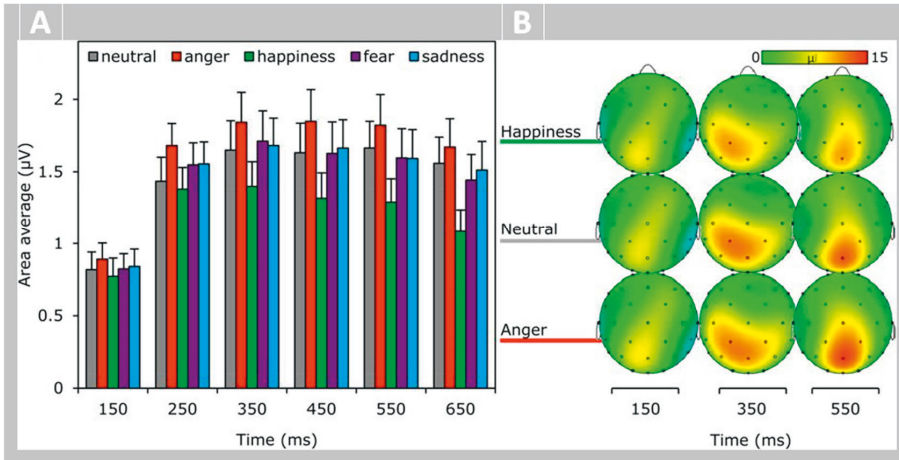 A
neutral anger happiness fear sadness
Area average (µV)
2
1.5
1
0.5
0
150 250 350 450 550 650
Time (ms)
B
0 µ 15
Happiness
Neutral
Anger
150 350 550
Time (ms)